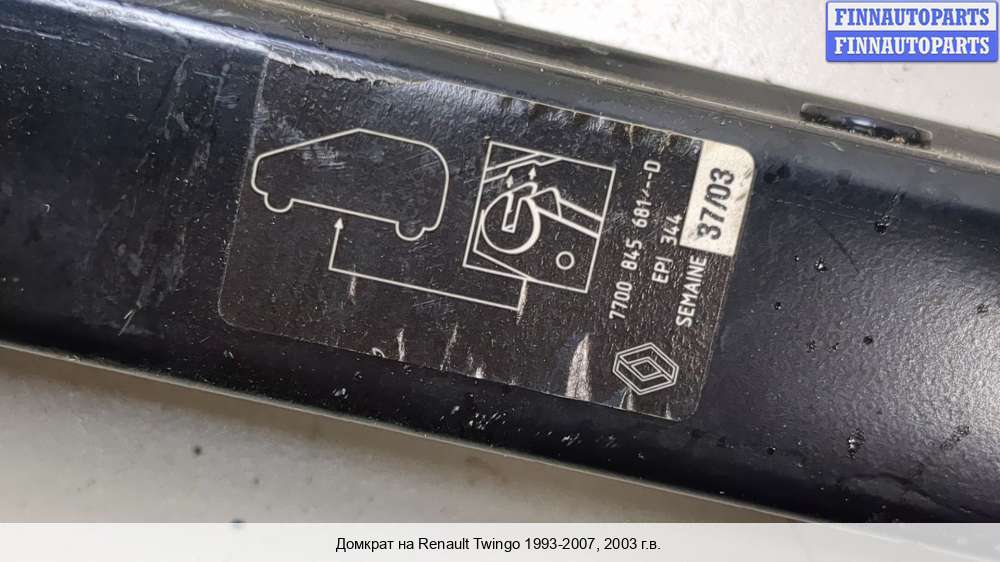 FINNAUTOPARTS
FINNAUTOPARTS
7700 845 681
EPI 344
SEMAINE 37/03
Домкрат на Renault Twingo 1993-2007, 2003 г.в.